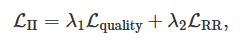 ℒ_II = λ₁ℒ_quality + λ₂ℒ_RR,